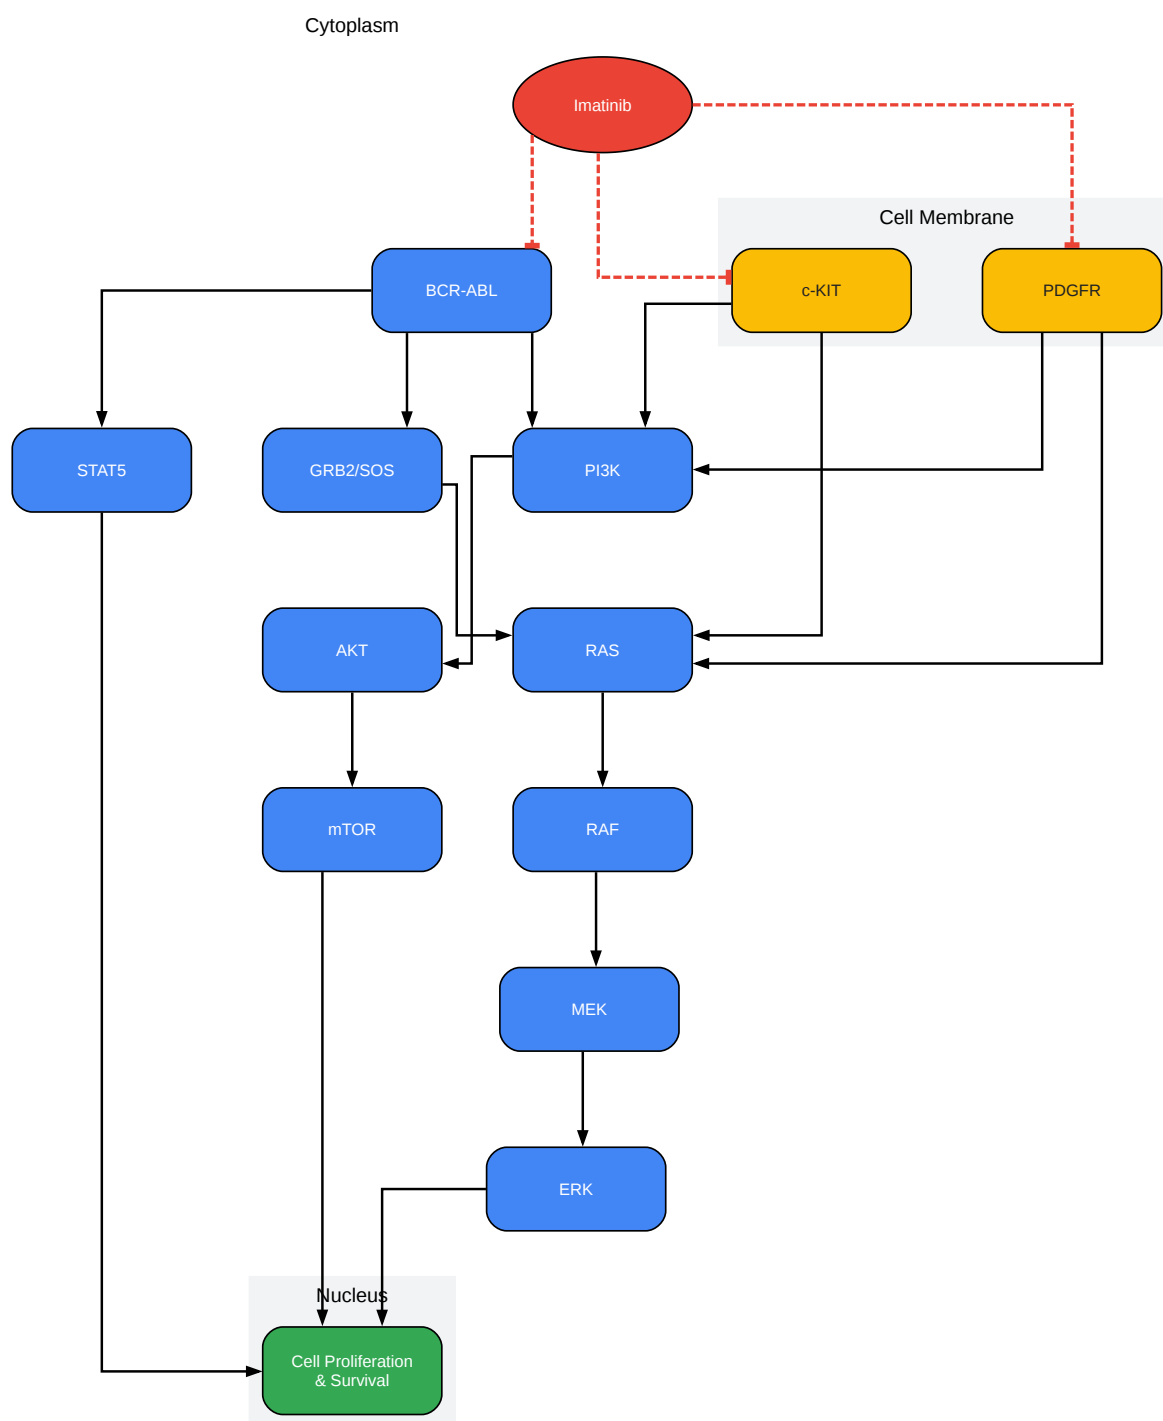 Cytoplasm
Imatinib
Cell Membrane
BCR-ABL
c-KIT
PDGFR
STAT5
GRB2/SOS
PI3K
AKT
RAS
mTOR
RAF
MEK
ERK
Nucleus
Cell Proliferation
& Survival